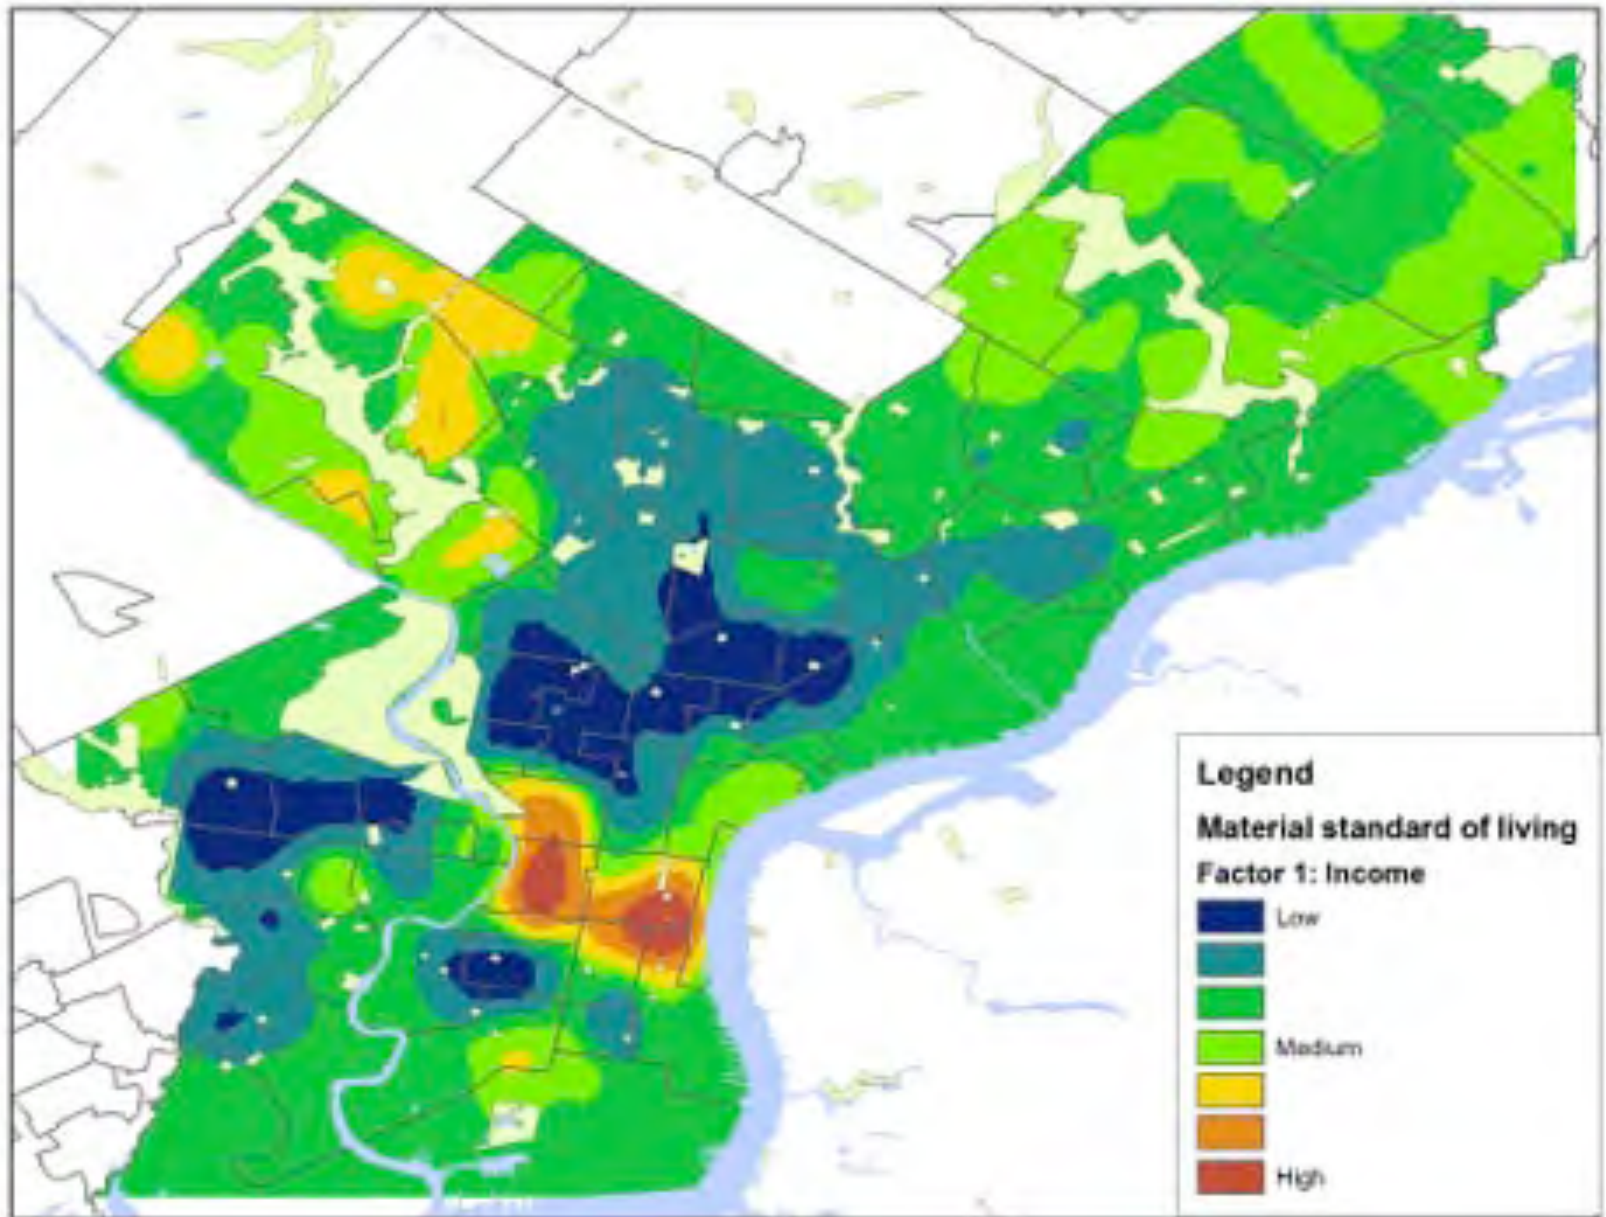 Legend
Material standard of living
Factor 1: Income
Low
Medium
High